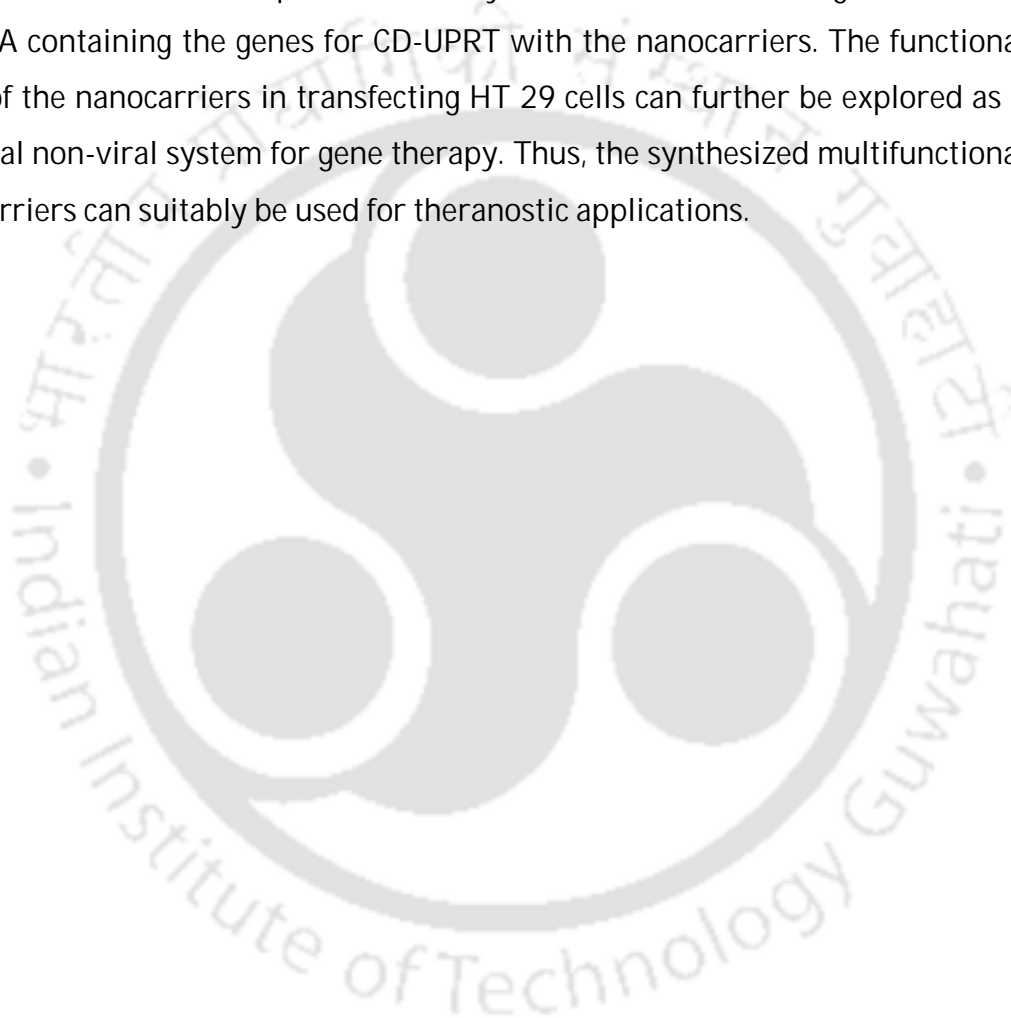 A containing the genes for CD-UPRT with the nanocarriers. The functiona
of the nanocarriers in transfecting HT 29 cells can further be explored as
al non-viral system for gene therapy. Thus, the synthesized multifunctiona
rriers can suitably be used for theranostic applications.
भारतीय प्रौद्योगिकी संस्थान गुवाहाटी
• Indian Institute of Technology Guwahati •